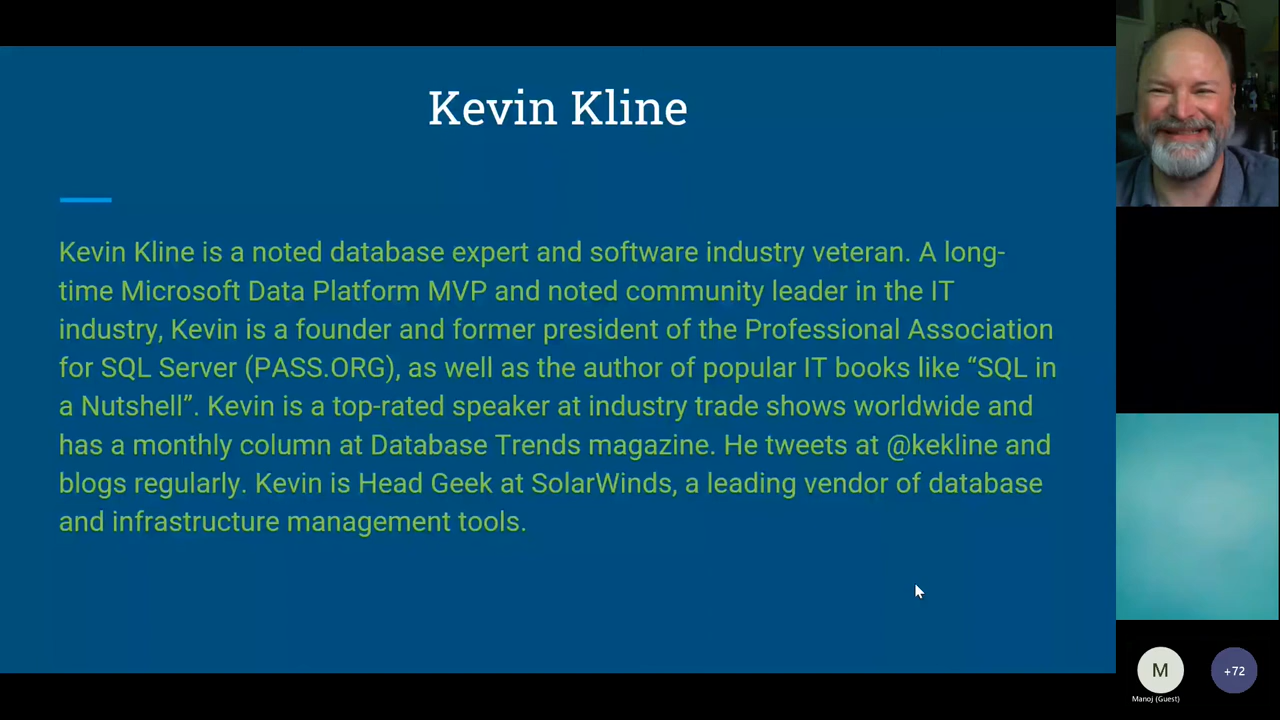 Kevin Kline
Kevin Kline is a noted database expert and software industry veteran. A long-
time Microsoft Data Platform MVP and noted community leader in the IT
industry, Kevin is a founder and former president of the Professional Association
for SQL Server (PASS.ORG), as well as the author of popular IT books like “SQL in
a Nutshell”. Kevin is a top-rated speaker at industry trade shows worldwide and
has a monthly column at Database Trends magazine. He tweets at @kekline and
blogs regularly. Kevin is Head Geek at SolarWinds, a leading vendor of database
and infrastructure management tools.
M
+72
Manoj (Guest)